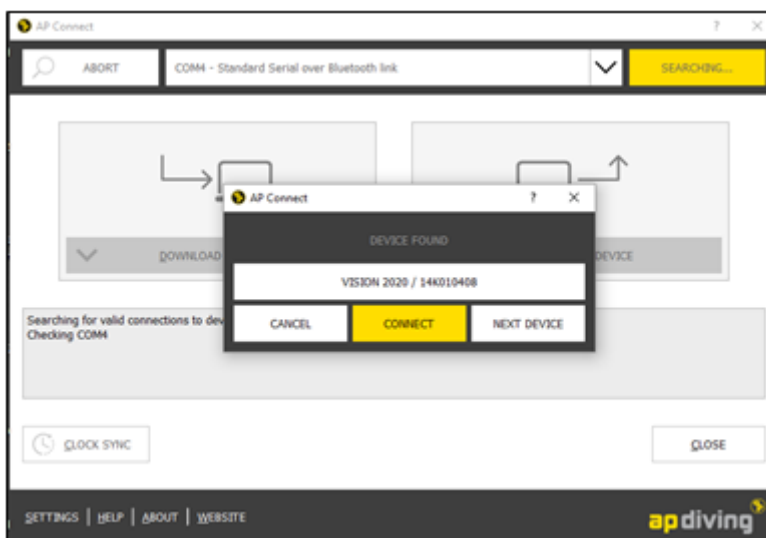 AP Connect
? ×
ABORT
COM4 - Standard Serial over Bluetooth link
SEARCHING...
AP Connect
? ×
DEVICE FOUND
VISION 2020 / 14K010408
CANCEL
CONNECT
NEXT DEVICE
DOWNLOAD
DEVICE
Searching for valid connections to dev
Checking COM4
CLOCK SYNC
CLOSE
SETTINGS | HELP | ABOUT | WEBSITE
ap diving